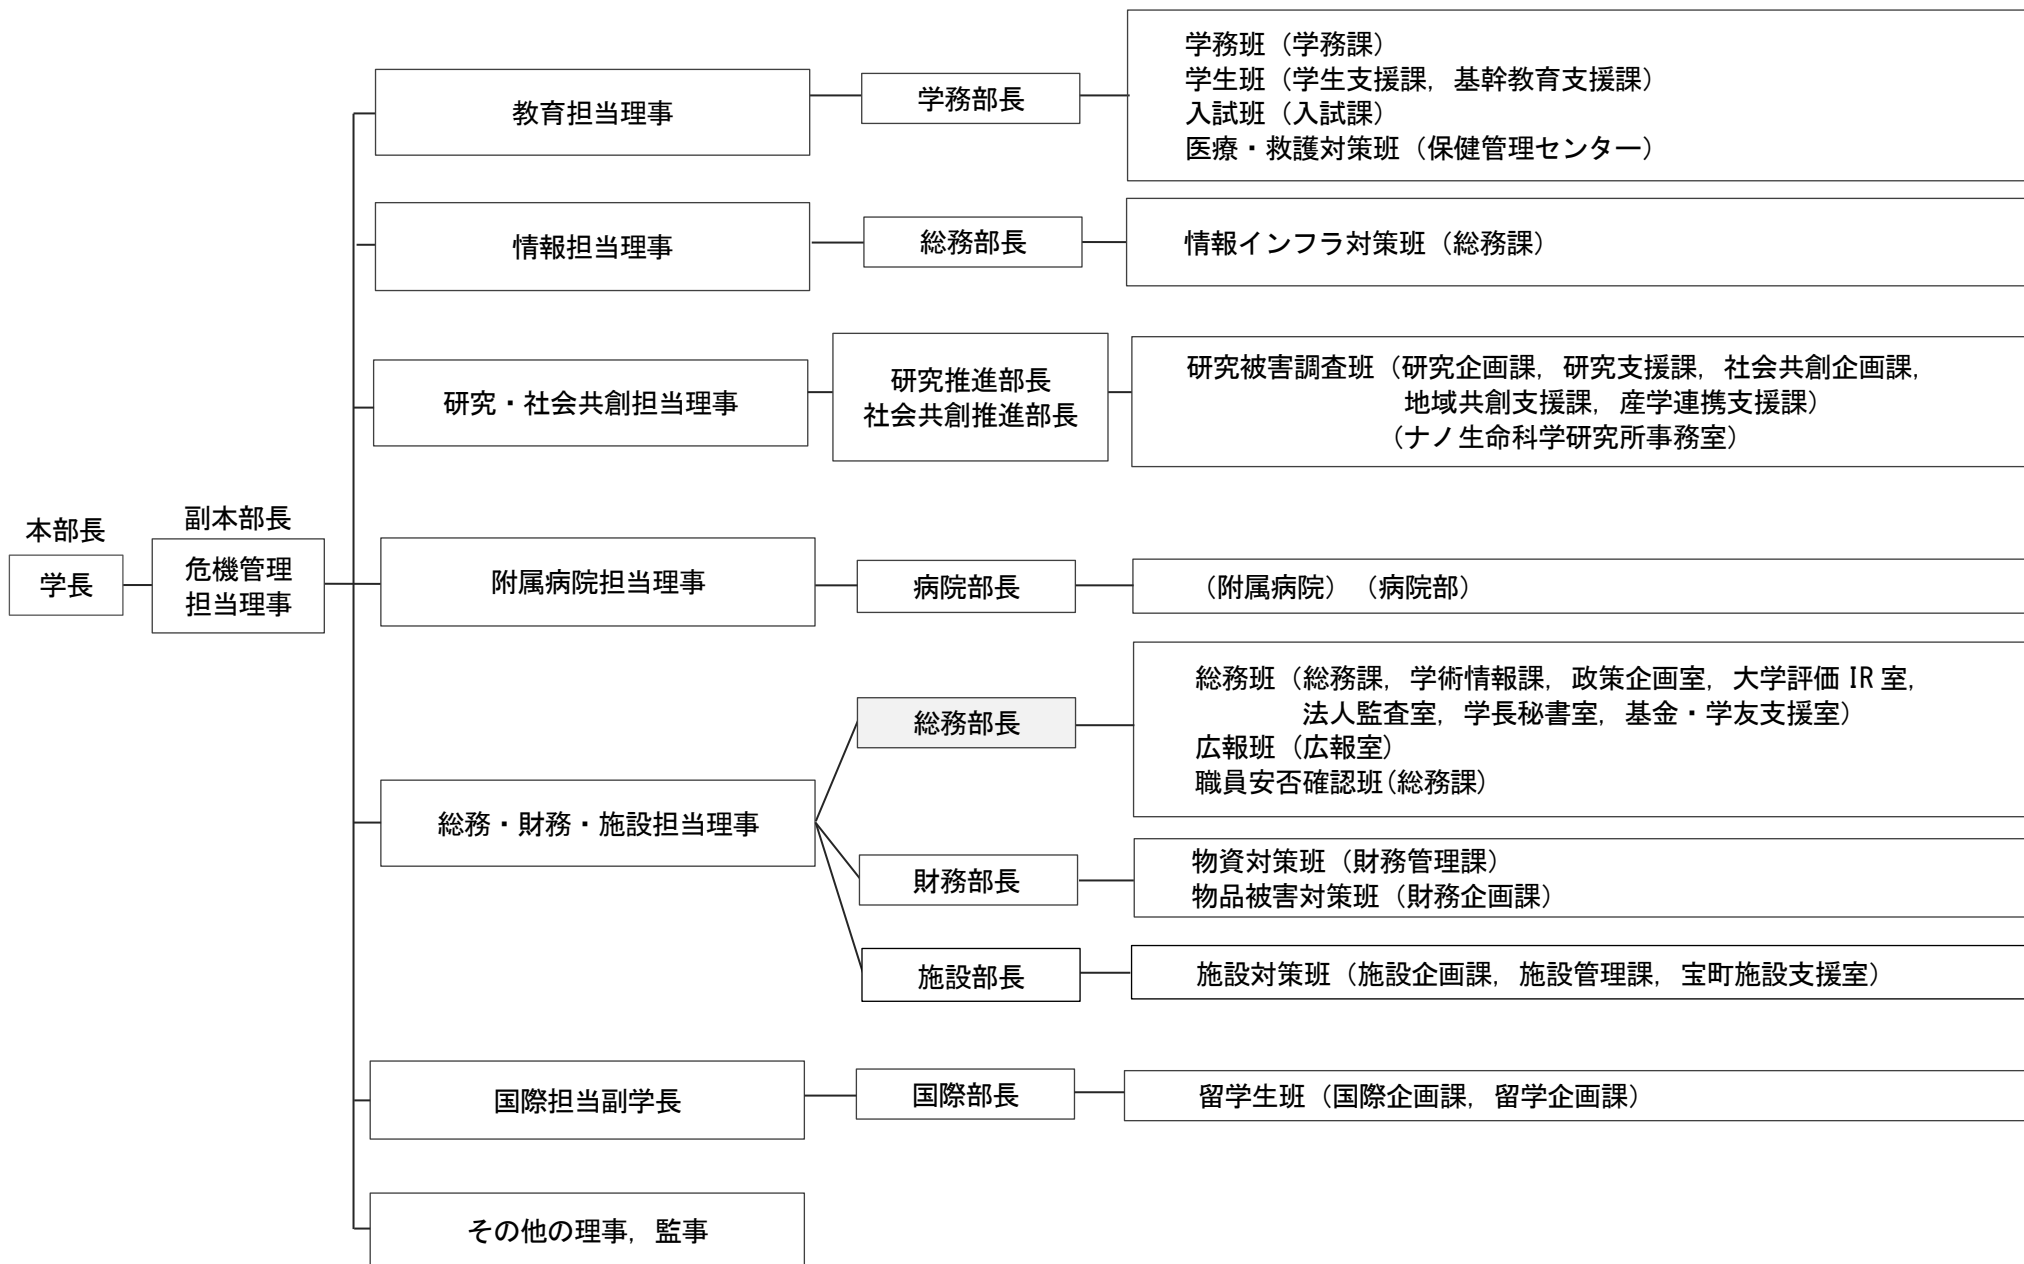 本部長
学長
副本部長
危機管理
担当理事
教育担当理事
学務部長
学務班（学務課）
学生班（学生支援課，基幹教育支援課）
入試班（入試課）
医療・救護対策班（保健管理センター）
情報担当理事
総務部長
情報インフラ対策班（総務課）
研究・社会共創担当理事
研究推進部長
社会共創推進部長
研究被害調査班（研究企画課，研究支援課，社会共創企画課，
地域共創支援課，産学連携支援課）
（ナノ生命科学研究所事務室）
附属病院担当理事
病院部長
（附属病院）（病院部）
総務・財務・施設担当理事
総務部長
総務班（総務課，学術情報課，政策企画室，大学評価 IR 室，
法人監査室，学長秘書室，基金・学友支援室）
広報班（広報室）
職員安否確認班(総務課）
財務部長
物資対策班（財務管理課）
物品被害対策班（財務企画課）
施設部長
施設対策班（施設企画課，施設管理課，宝町施設支援室）
国際担当副学長
国際部長
留学生班（国際企画課，留学企画課）
その他の理事，監事